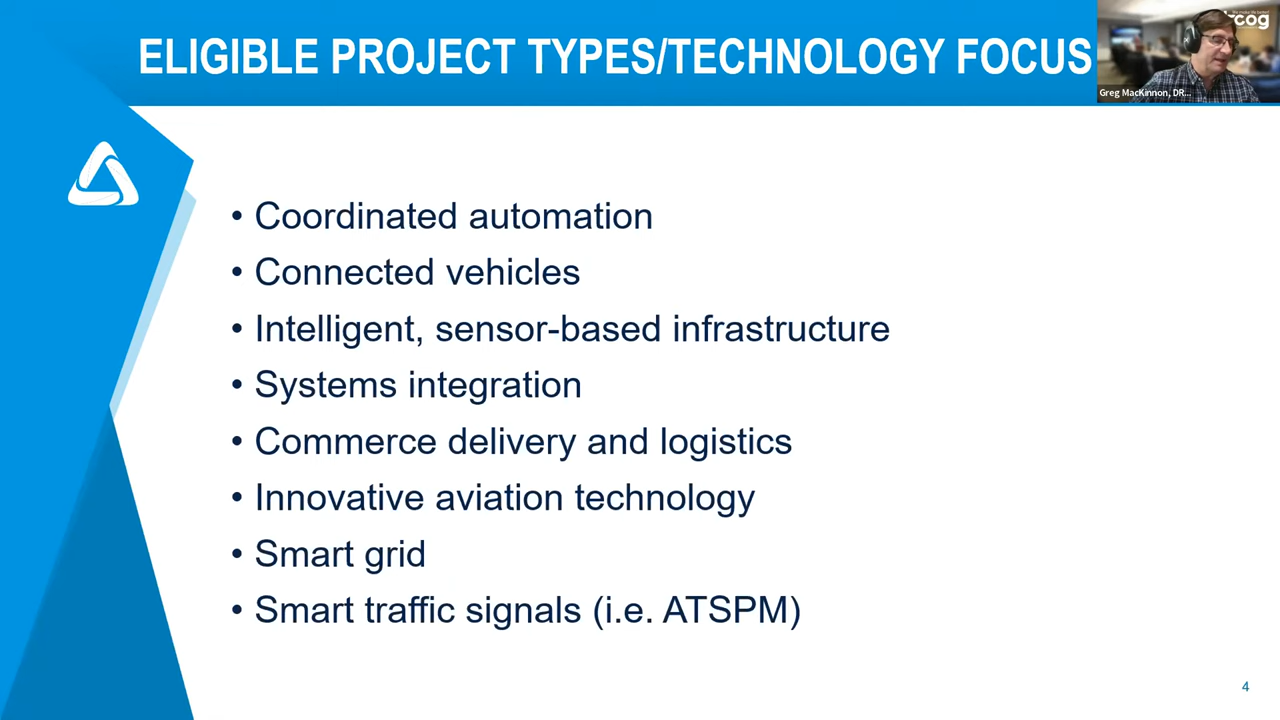 ELIGIBLE PROJECT TYPES/TECHNOLOGY FOCUS
Greg MacKinnon, DR...
• Coordinated automation
• Connected vehicles
• Intelligent, sensor-based infrastructure
• Systems integration
• Commerce delivery and logistics
• Innovative aviation technology
• Smart grid
• Smart traffic signals (i.e. ATSPM)
4